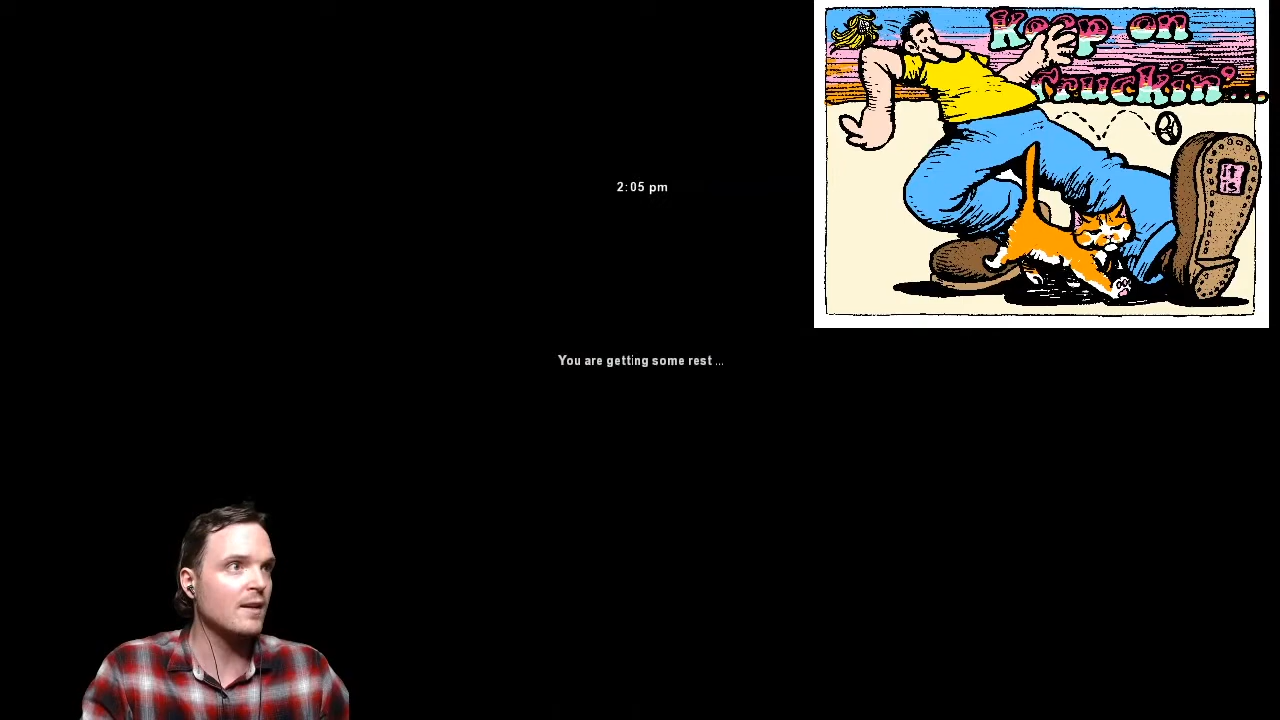 Keep on
Truckin'...
it
is
2:05 pm
You are getting some rest ...